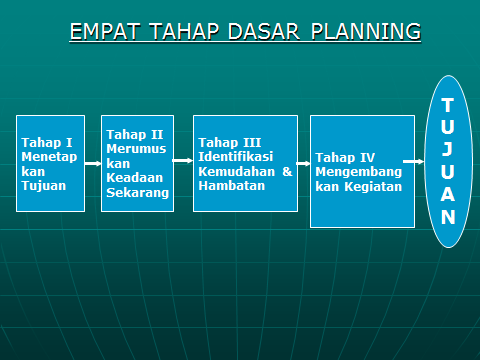 EMPAT TAHAP DASAR PLANNING
Tahap I
Menetap
kan
Tujuan
Tahap II
Merumus
kan
Keadaan
Sekarang
Tahap III
Identifikasi
Kemudahan &
Hambatan
Tahap IV
Mengembang
kan Kegiatan
T
U
J
U
A
N